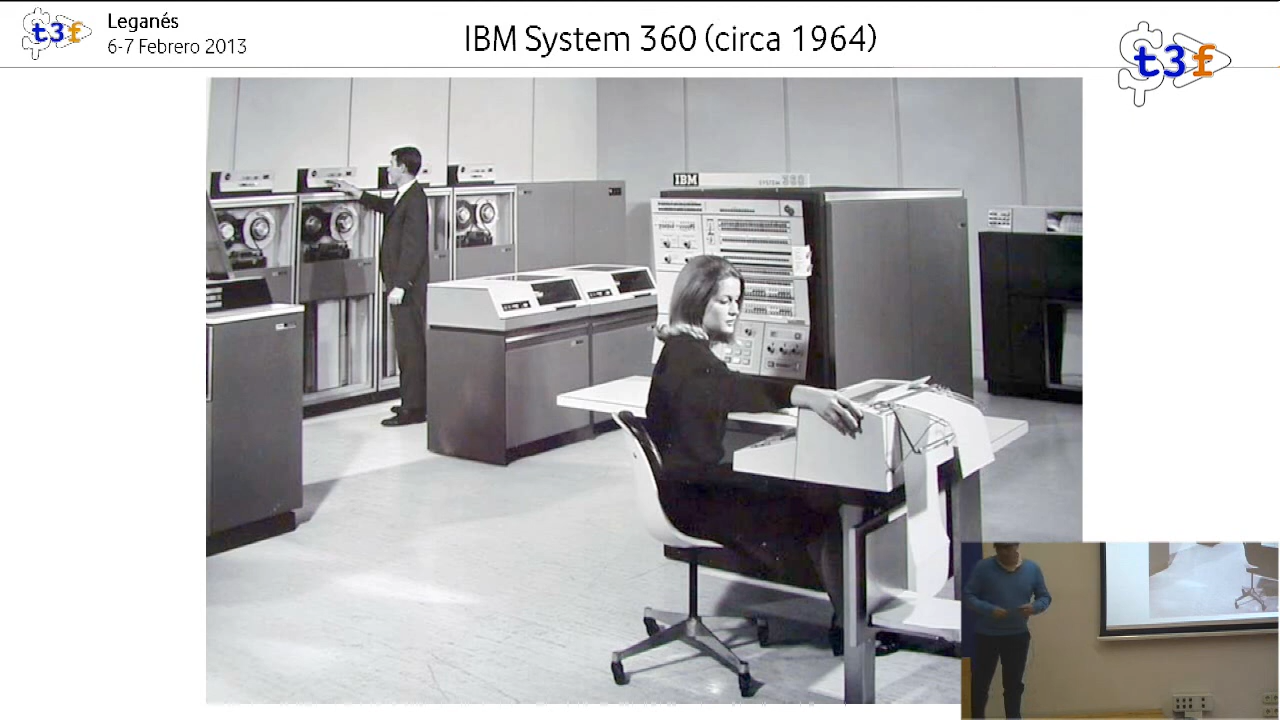 t3f
Leganés
6-7 Febrero 2013
IBM System 360 (circa 1964)
$t3f
IBM
SYSTEM 360